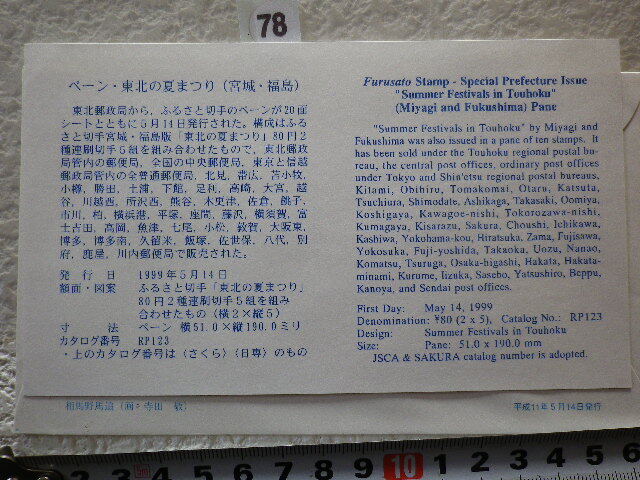 78
ペーン・東北の夏まつり（宮城・福島）
東北郵政局から，ふるさと切手のペーンが20面
シートとともに5月14日発行された。構成はふる
さと切手宮城・福島版「東北の夏まつり」80円2
種連刷切手5組を組み合わせたもので，東北郵政
局管内の郵便局，全国の中央郵便局，東京と信越
郵政局管内の全普通郵便局，北見，帯広，苫小牧，
小樽，勝田，土浦，下館，足利，高崎，大宮，越
谷，川越西，所沢西，熊谷，木更津，佐倉，銚子，
市川，柏，横浜港，平塚，座間，藤沢，横須賀，富
士吉田，高岡，魚津，七尾，小松，敦賀，大阪東，
博多，博多南，久留米，飯塚，佐世保，八代，別
府，鹿屋，川内郵便局で販売された。
発行日　1999年5月14日
額面・図案　ふるさと切手「東北の夏まつり」
80円2種連刷切手5組を組み
合わせたもの（横2×縦5）
寸法　ペーン 横51.0×縦190.0ミリ
カタログ番号　RP123
・上のカタログ番号は〈さくら〉〈日専〉のもの
Furusato Stamp - Special Prefecture Issue
"Summer Festivals in Touhoku"
(Miyagi and Fukushima) Pane
"Summer Festivals in Touhoku" by Miyagi and
Fukushima was also issued in a pane of ten stamps. It
has been sold under the Touhoku regional postal bu-
reau, the central post offices, ordinary post offices
under Tokyo and Shin'etsu regional postal bureaus,
Kitami, Obihiru, Tomakomai, Otaru, Katsuta,
Tsuchiura, Shimodate, Ashikaga, Takasaki, Oomiya,
Koshigaya, Kawagoe-nishi, Tokorozawa-nishi,
Kumagaya, Kisarazu, Sakura, Choushi, Ichikawa,
Kashiwa, Yokohama-kou, Hiratsuka, Zama, Fujisawa,
Yokosuka, Fuji-yoshida, Takaoka, Uozu, Nanao,
Komatsu, Tsuruga, Osaka-higashi, Hakata, Hakata-
minami, Kurume, Iizuka, Sasebo, Yatsushiro, Beppu,
Kanoya, and Sendai post offices.
First Day: May 14, 1999
Denomination: ¥80 (2 x 5), Catalog No.: RP123
Design: Summer Festivals in Touhoku
Size: Pane: 51.0 x 190.0 mm
JSCA & SAKURA catalog number is adopted.
相馬野馬追（画：寺田 敏）
平成11年5月14日発行
2 3 4 5 6 7 8 9 10 1 2 3 4 5